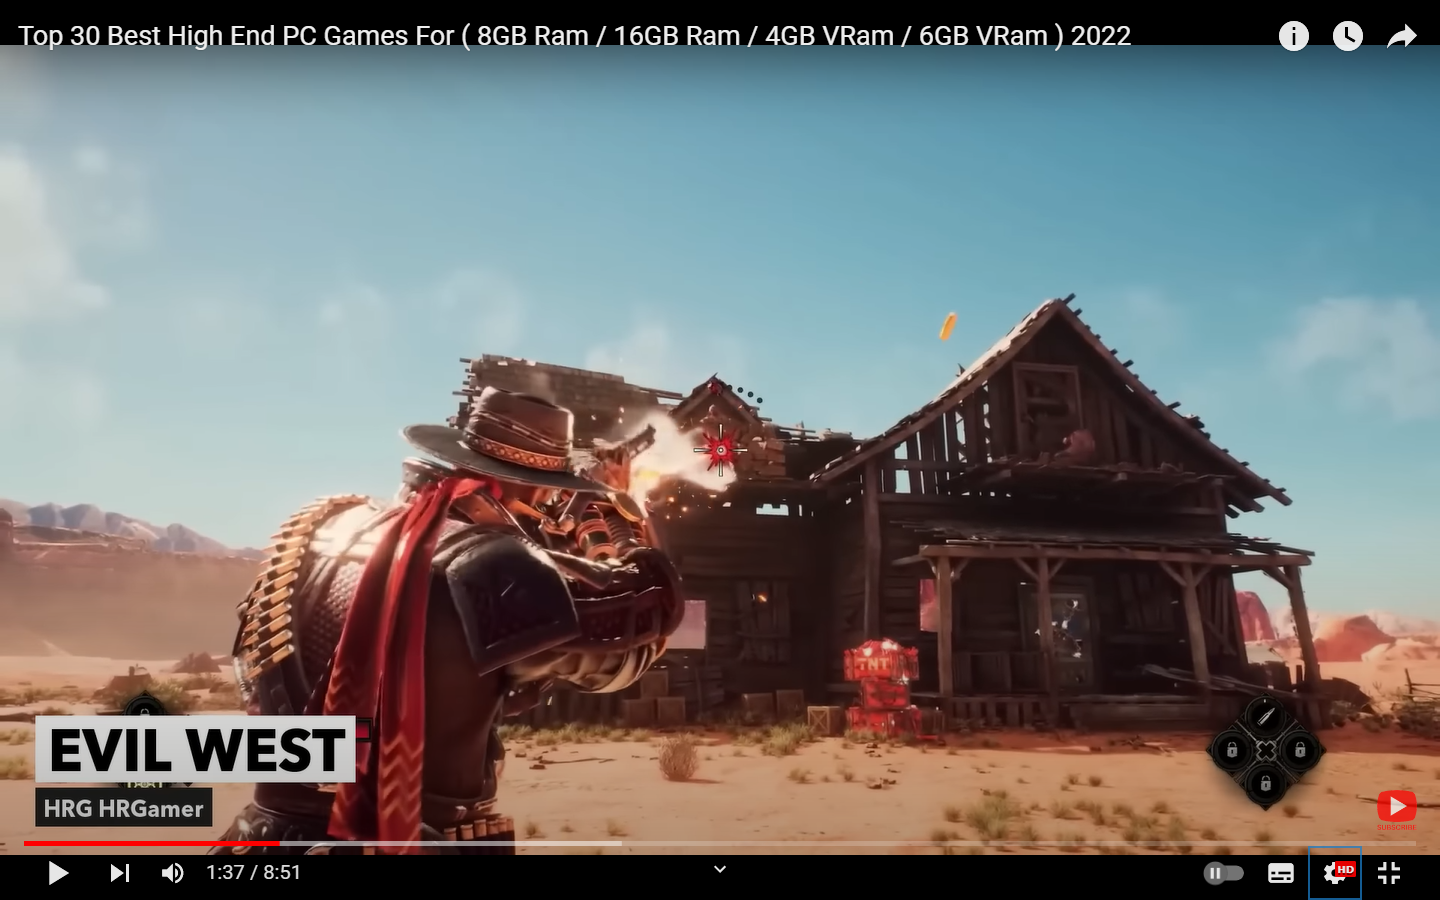 Top 30 Best High End PC Games For ( 8GB Ram / 16GB Ram / 4GB VRam / 6GB VRam ) 2022
TNT
EVIL WEST
HRG HRGamer
SUBSCRIBE
1:37 / 8:51
HD